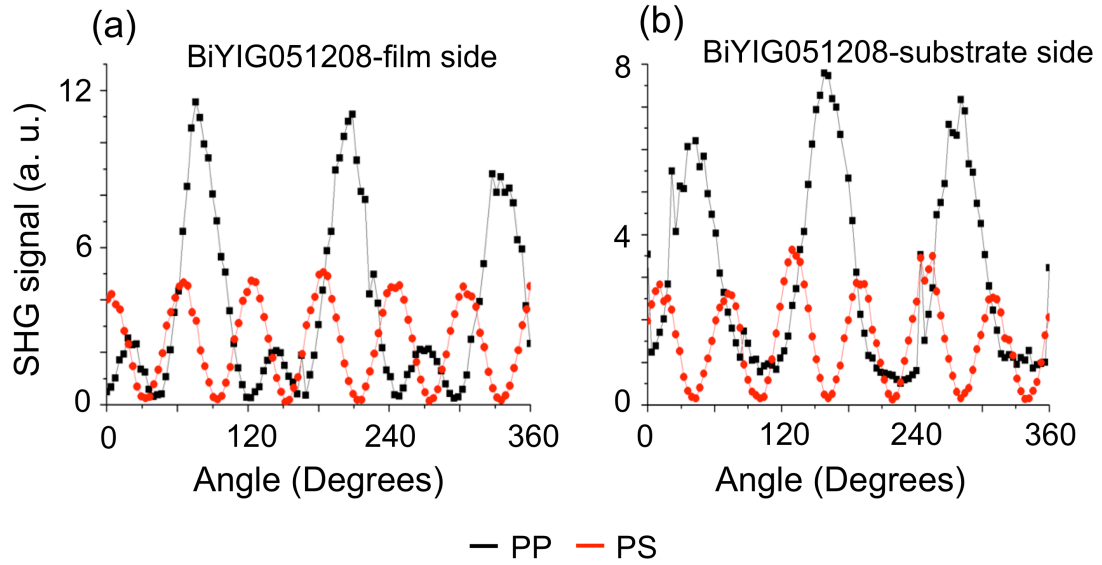 (a)
BiYIG051208-film side
SHG signal (a. u.)
12
6
0
0 120 240 360
Angle (Degrees)
(b)
BiYIG051208-substrate side
8
4
0
0 120 240 360
Angle (Degrees)
PP PS